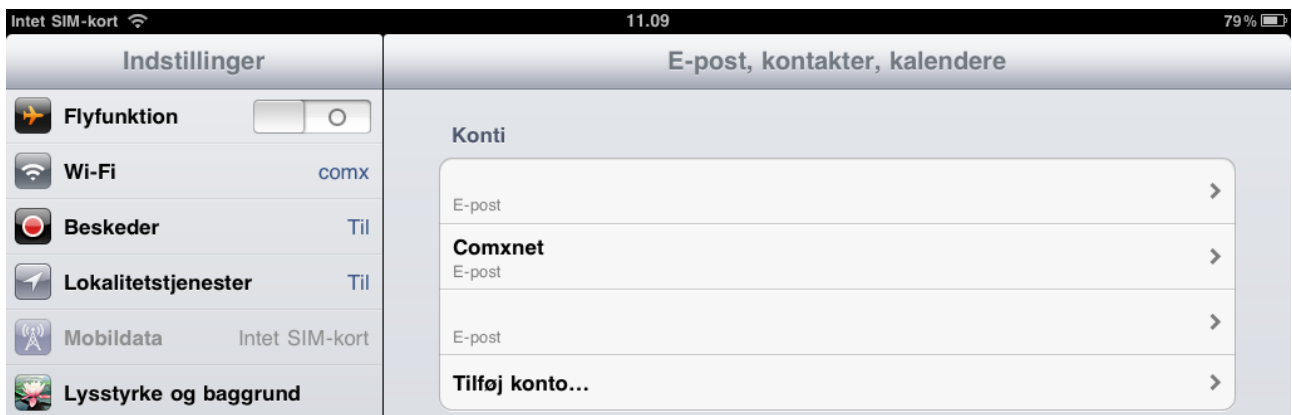 Intet SIM-kort 11.09 79%
Indstillinger
Flyfunktion
Wi-Fi comx
Beskeder Til
Lokalitetstjenester Til
Mobildata Intet SIM-kort
Lysstyrke og baggrund
E-post, kontakter, kalendere
Konti
E-post
Comxnet
E-post
E-post
Tilføj konto...